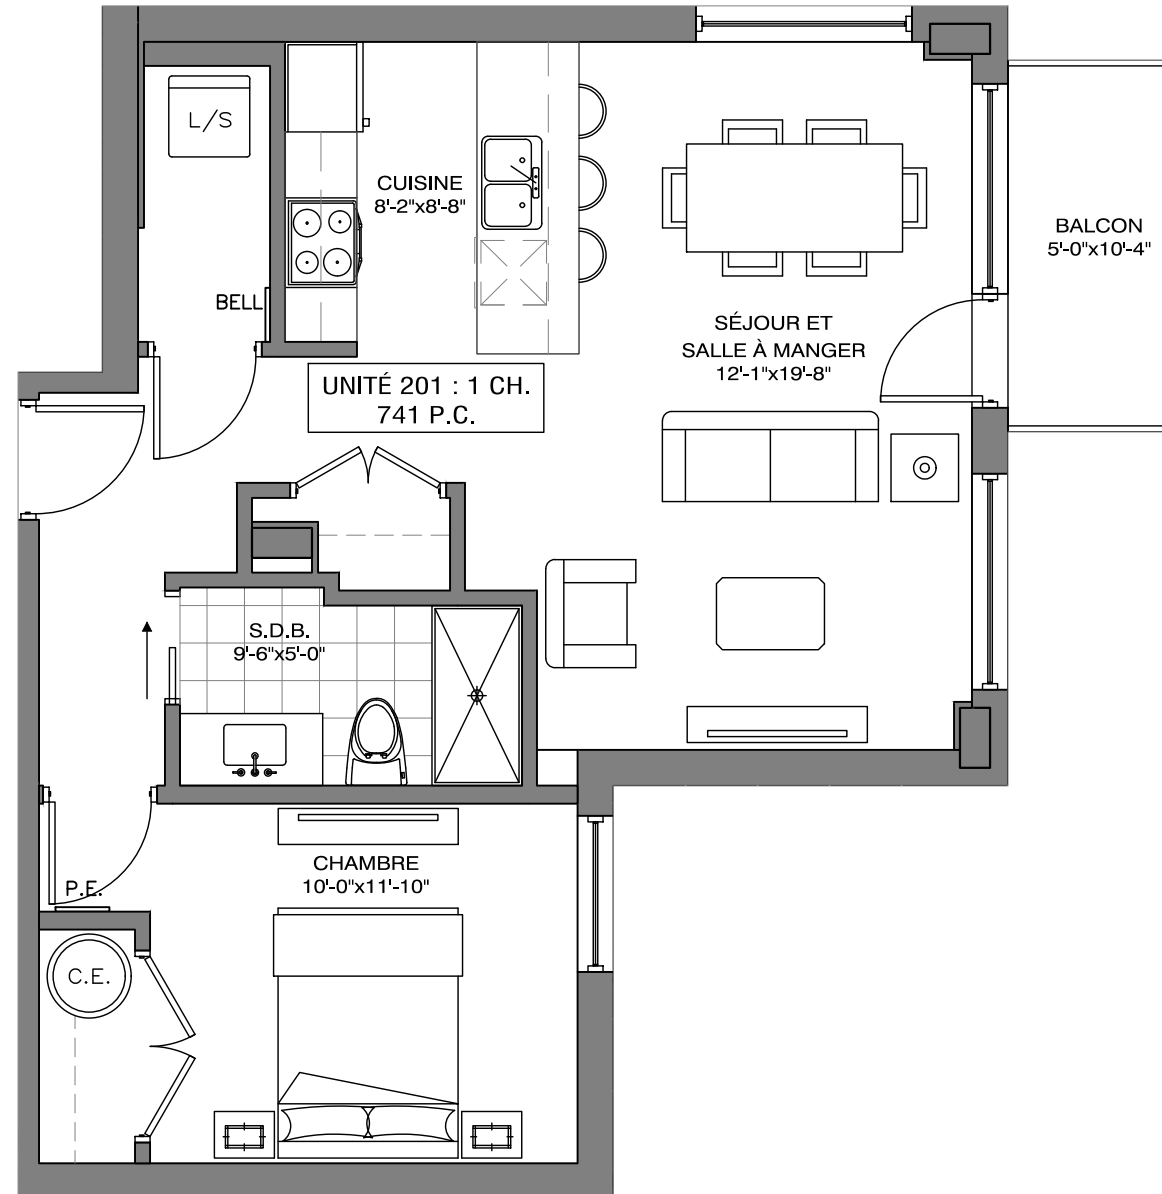 L/S
CUISINE
8'-2"x8'-8"
BALCON
5'-0"x10'-4"
BELL
SÉJOUR ET
SALLE À MANGER
12'-1"x19'-8"
UNITÉ 201 : 1 CH.
741 P.C.
S.D.B.
9'-6"x5'-0"
CHAMBRE
10'-0"x11'-10"
P.E.
C.E.